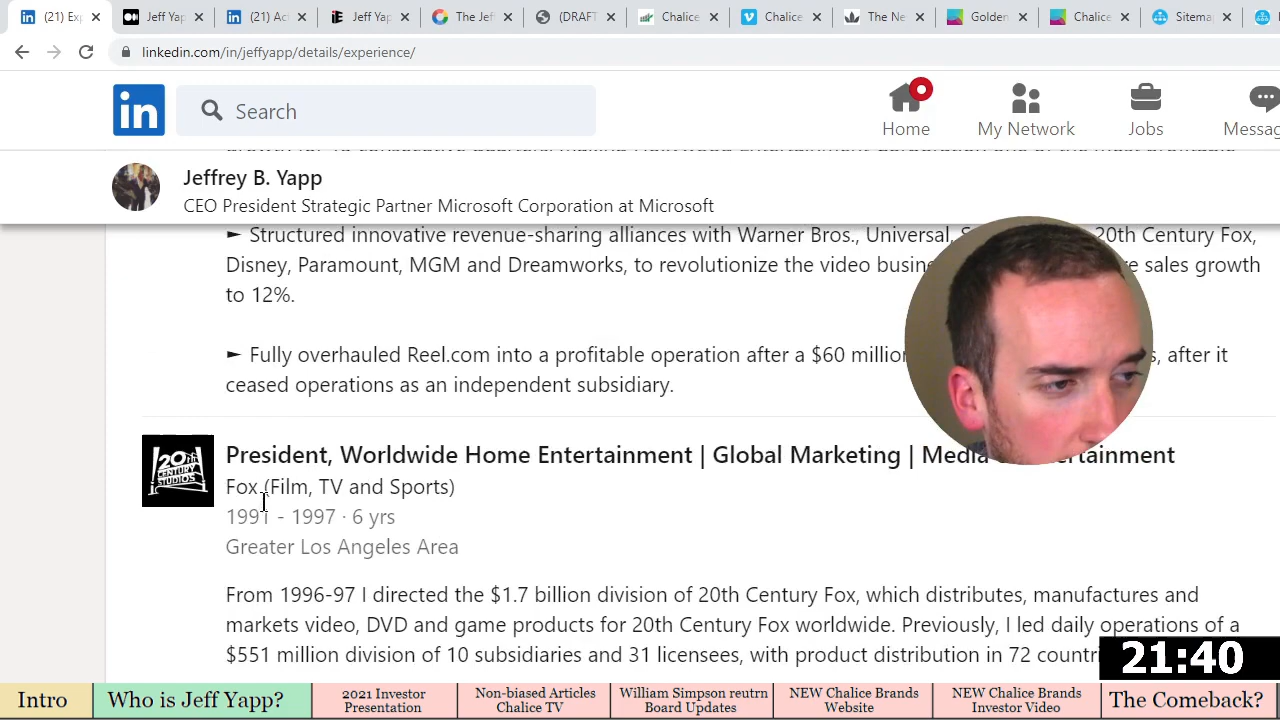 (21) Ex
Jeff Yap
(21) Act
Jeff Yap
The Jef
(DRAFT
Chalice
Chalice
The Ne
Golden
Chalice
Sitema
linkedin.com/in/jeffyapp/details/experience/
in
Search
Home
My Network
Jobs
Messag
Jeffrey B. Yapp
CEO President Strategic Partner Microsoft Corporation at Microsoft
► Structured innovative revenue-sharing alliances with Warner Bros., Universal, S 20th Century Fox,
Disney, Paramount, MGM and Dreamworks, to revolutionize the video busin re sales growth
to 12%.
► Fully overhauled Reel.com into a profitable operation after a $60 million s, after it
ceased operations as an independent subsidiary.
20th
CENTURY
STUDIOS
President, Worldwide Home Entertainment | Global Marketing | Media Entertainment
Fox (Film, TV and Sports)
1991 - 1997 · 6 yrs
Greater Los Angeles Area
From 1996-97 I directed the $1.7 billion division of 20th Century Fox, which distributes, manufactures and
markets video, DVD and game products for 20th Century Fox worldwide. Previously, I led daily operations of a
$551 million division of 10 subsidiaries and 31 licensees, with product distribution in 72 countri
21:40
Intro
Who is Jeff Yapp?
2021 Investor
Presentation
Non-biased Articles
Chalice TV
William Simpson reutrn
Board Updates
NEW Chalice Brands
Website
NEW Chalice Brands
Investor Video
The Comeback?